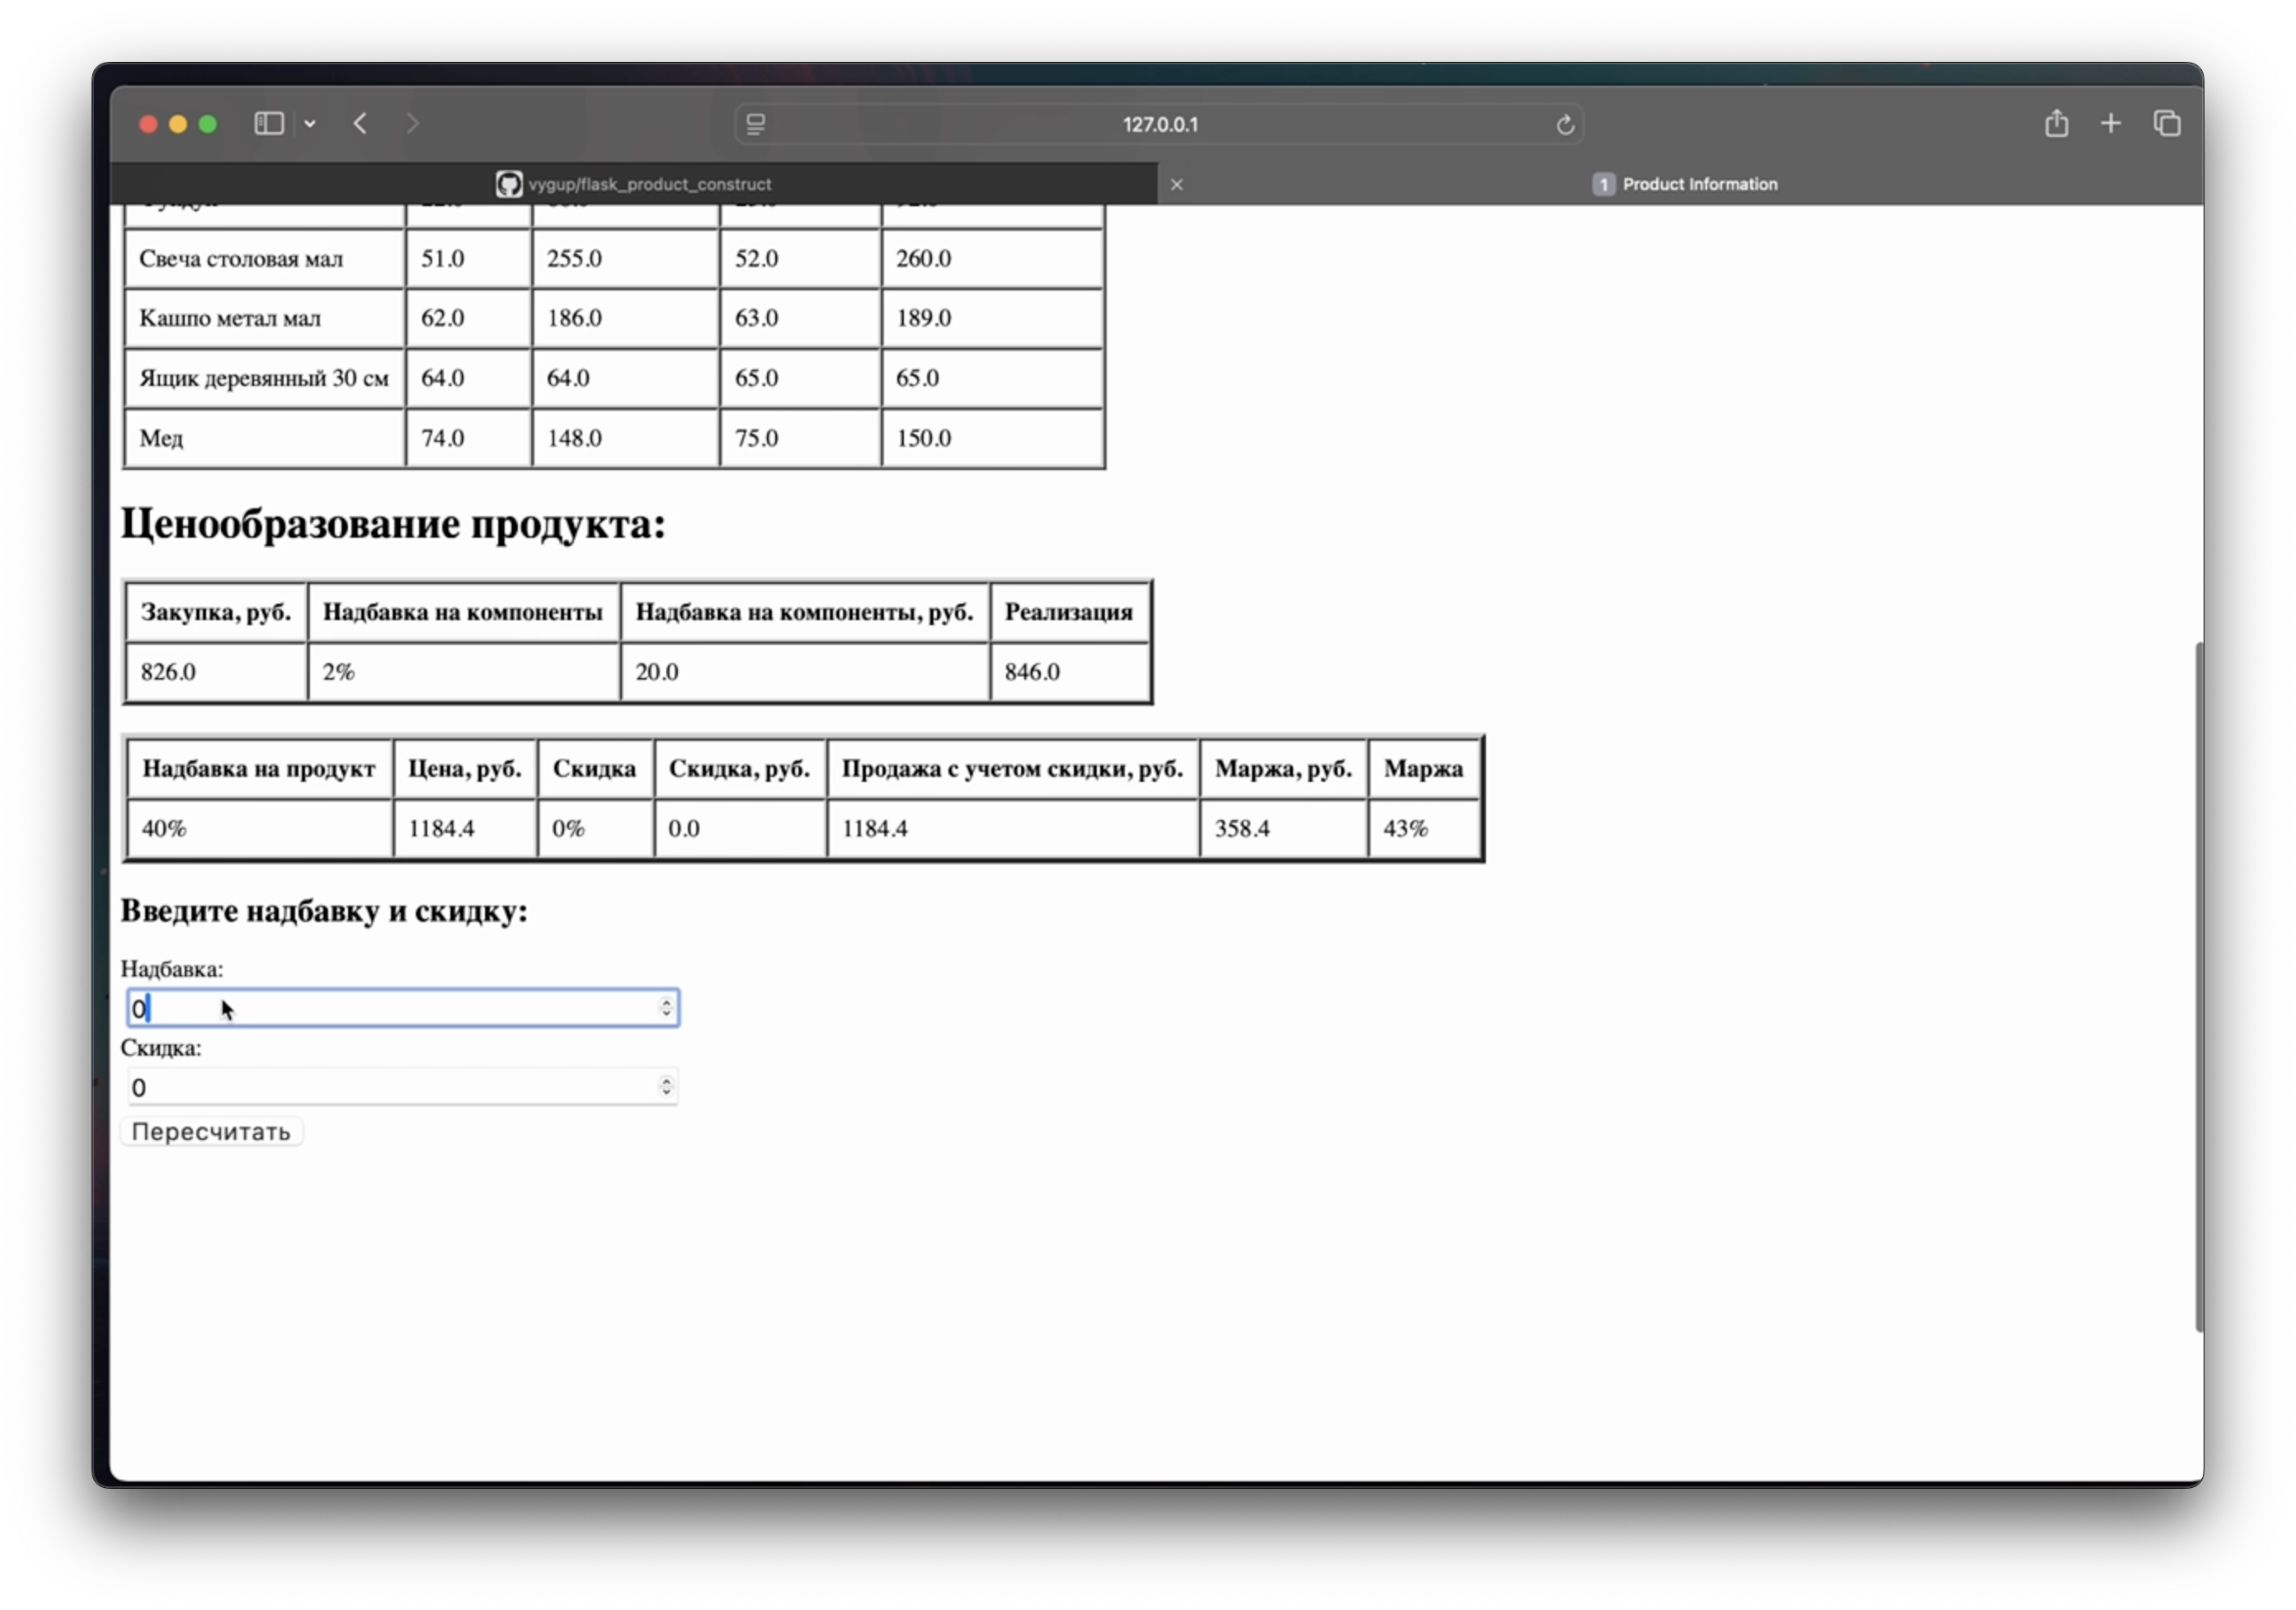 127.0.0.1
vygup/flask_product_construct
1 Product Information
Свеча столовая мал 51.0 255.0 52.0 260.0
Кашпо метал мал 62.0 186.0 63.0 189.0
Ящик деревянный 30 см 64.0 64.0 65.0 65.0
Мед 74.0 148.0 75.0 150.0
Ценообразование продукта:
Закупка, руб. Надбавка на компоненты Надбавка на компоненты, руб. Реализация
826.0 2% 20.0 846.0
Надбавка на продукт Цена, руб. Скидка Скидка, руб. Продажа с учетом скидки, руб. Маржа, руб. Маржа
40% 1184.4 0% 0.0 1184.4 358.4 43%
Введите надбавку и скидку:
Надбавка:
0
Скидка:
0
Пересчитать